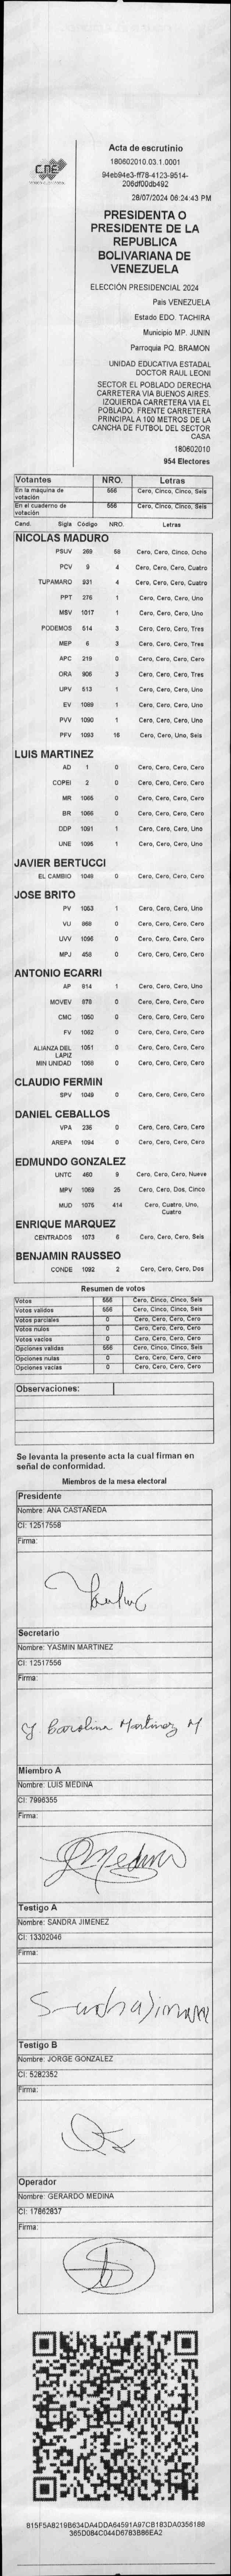 CNE
Acta de escrutinio
180602010.03.1.0001
94eb94e3-ff78-4123-9514-
206df00db492
28/07/2024 06:24:43 PM
PRESIDENTA O
PRESIDENTE DE LA
REPUBLICA
BOLIVARIANA DE
VENEZUELA
ELECCIÓN PRESIDENCIAL 2024
Pais VENEZUELA
Estado EDO. TACHIRA
Municipio MP. JUNIN
Parroquia PQ. BRAMON
UNIDAD EDUCATIVA ESTADAL
DOCTOR RAUL LEONI
SECTOR EL POBLADO DERECHA
CARRETERA VIA BUENOS AIRES.
IZQUIERDA CARRETERA VIA EL
POBLADO. FRENTE CARRETERA
PRINCIPAL A 100 METROS DE LA
CANCHA DE FUTBOL DEL SECTOR
CASA
180602010
954 Electores
Votantes NRO. Letras
En la máquina de votación 556 Cero, Cinco, Cinco, Seis
En el cuaderno de votación 556 Cero, Cinco, Cinco, Seis
Cand. Sigla Código NRO. Letras
NICOLAS MADURO
PSUV 269 58 Cero, Cero, Cinco, Ocho
PCV 9 4 Cero, Cero, Cero, Cuatro
TUPAMARO 931 4 Cero, Cero, Cero, Cuatro
PPT 276 1 Cero, Cero, Cero, Uno
MSV 1017 1 Cero, Cero, Cero, Uno
PODEMOS 514 3 Cero, Cero, Cero, Tres
MEP 6 3 Cero, Cero, Cero, Tres
APC 219 0 Cero, Cero, Cero, Cero
ORA 906 3 Cero, Cero, Cero, Tres
UPV 513 1 Cero, Cero, Cero, Uno
EV 1089 1 Cero, Cero, Cero, Uno
PVV 1090 1 Cero, Cero, Cero, Uno
PFV 1093 16 Cero, Cero, Uno, Seis
LUIS MARTINEZ
AD 1 0 Cero, Cero, Cero, Cero
COPEI 2 0 Cero, Cero, Cero, Cero
MR 1065 0 Cero, Cero, Cero, Cero
BR 1066 0 Cero, Cero, Cero, Cero
DDP 1091 1 Cero, Cero, Cero, Uno
UNE 1095 1 Cero, Cero, Cero, Uno
JAVIER BERTUCCI
EL CAMBIO 1048 0 Cero, Cero, Cero, Cero
JOSE BRITO
PV 1053 1 Cero, Cero, Cero, Uno
VU 868 0 Cero, Cero, Cero, Cero
UVV 1096 0 Cero, Cero, Cero, Cero
MPJ 458 0 Cero, Cero, Cero, Cero
ANTONIO ECARRI
AP 814 1 Cero, Cero, Cero, Uno
MOVEV 878 0 Cero, Cero, Cero, Cero
CMC 1050 0 Cero, Cero, Cero, Cero
FV 1062 0 Cero, Cero, Cero, Cero
ALIANZA DEL LAPIZ 1051 0 Cero, Cero, Cero, Cero
MIN UNIDAD 1068 0 Cero, Cero, Cero, Cero
CLAUDIO FERMIN
SPV 1049 0 Cero, Cero, Cero, Cero
DANIEL CEBALLOS
VPA 236 0 Cero, Cero, Cero, Cero
AREPA 1094 0 Cero, Cero, Cero, Cero
EDMUNDO GONZALEZ
UNTC 460 9 Cero, Cero, Cero, Nueve
MPV 1088 25 Cero, Cero, Dos, Cinco
MUD 1075 414 Cero, Cuatro, Uno, Cuatro
ENRIQUE MARQUEZ
CENTRADOS 1073 6 Cero, Cero, Cero, Seis
BENJAMIN RAUSSEO
CONDE 1092 2 Cero, Cero, Cero, Dos
Resumen de votos
Votos 556 Cero, Cinco, Cinco, Seis
Votos validos 556 Cero, Cinco, Cinco, Seis
Votos parciales 0 Cero, Cero, Cero, Cero
Votos nulos 0 Cero, Cero, Cero, Cero
Votos vacios 0 Cero, Cero, Cero, Cero
Opciones validas 556 Cero, Cinco, Cinco, Seis
Opciones nulas 0 Cero, Cero, Cero, Cero
Opciones vacias 0 Cero, Cero, Cero, Cero
Observaciones:
Se levanta la presente acta la cual firman en
señal de conformidad.
Miembros de la mesa electoral
Presidente
Nombre: ANA CASTAÑEDA
CI: 12517558
Firma:
Secretario
Nombre: YASMIN MARTINEZ
CI: 12517556
Firma:
Y Carolina Martinez M
Miembro A
Nombre: LUIS MEDINA
CI: 7998355
Firma:
Medina
Testigo A
Nombre: SANDRA JIMENEZ
CI: 13302046
Firma:
Testigo B
Nombre: JORGE GONZALEZ
CI: 5282352
Firma:
Operador
Nombre: GERARDO MEDINA
CI: 17862837
Firma:
B15F5A8219B634DA4DDA64591A97CB183DA0356188
365D084C044D6783B86EA2